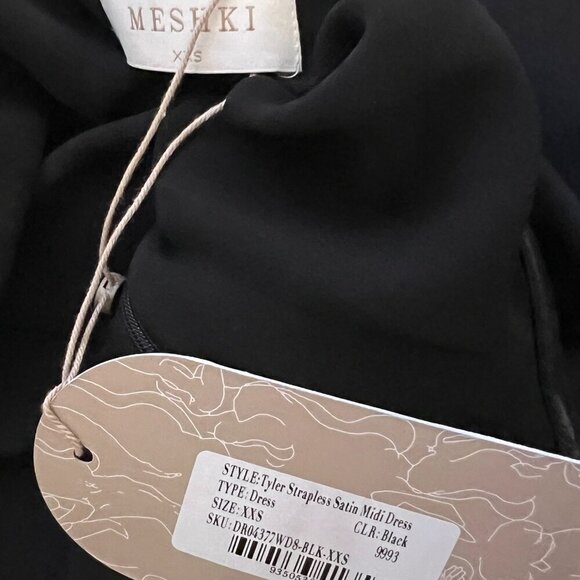 MESHKI
XXS
STYLE:Tyler Strapless Satin Midi Dress
TYPE: Dress CLR: Black
SIZE: XXS 9993
SKU: DR04377WD8-BLK-XXS